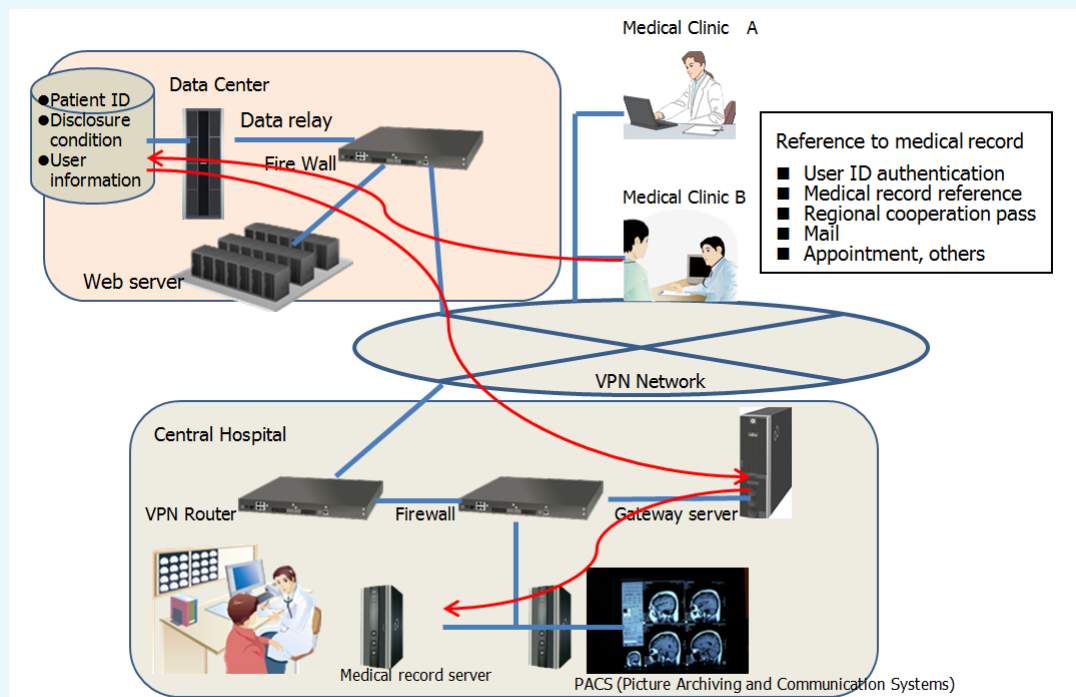 Medical Clinic A
Data Center
●Patient ID
●Disclosure
condition
●User
information
Data relay
Fire Wall
Web server
Medical Clinic B
Reference to medical record
■ User ID authentication
■ Medical record reference
■ Regional cooperation pass
■ Mail
■ Appointment, others
VPN Network
Central Hospital
VPN Router
Firewall
Gateway server
Medical record server
PACS (Picture Archiving and Communication Systems)